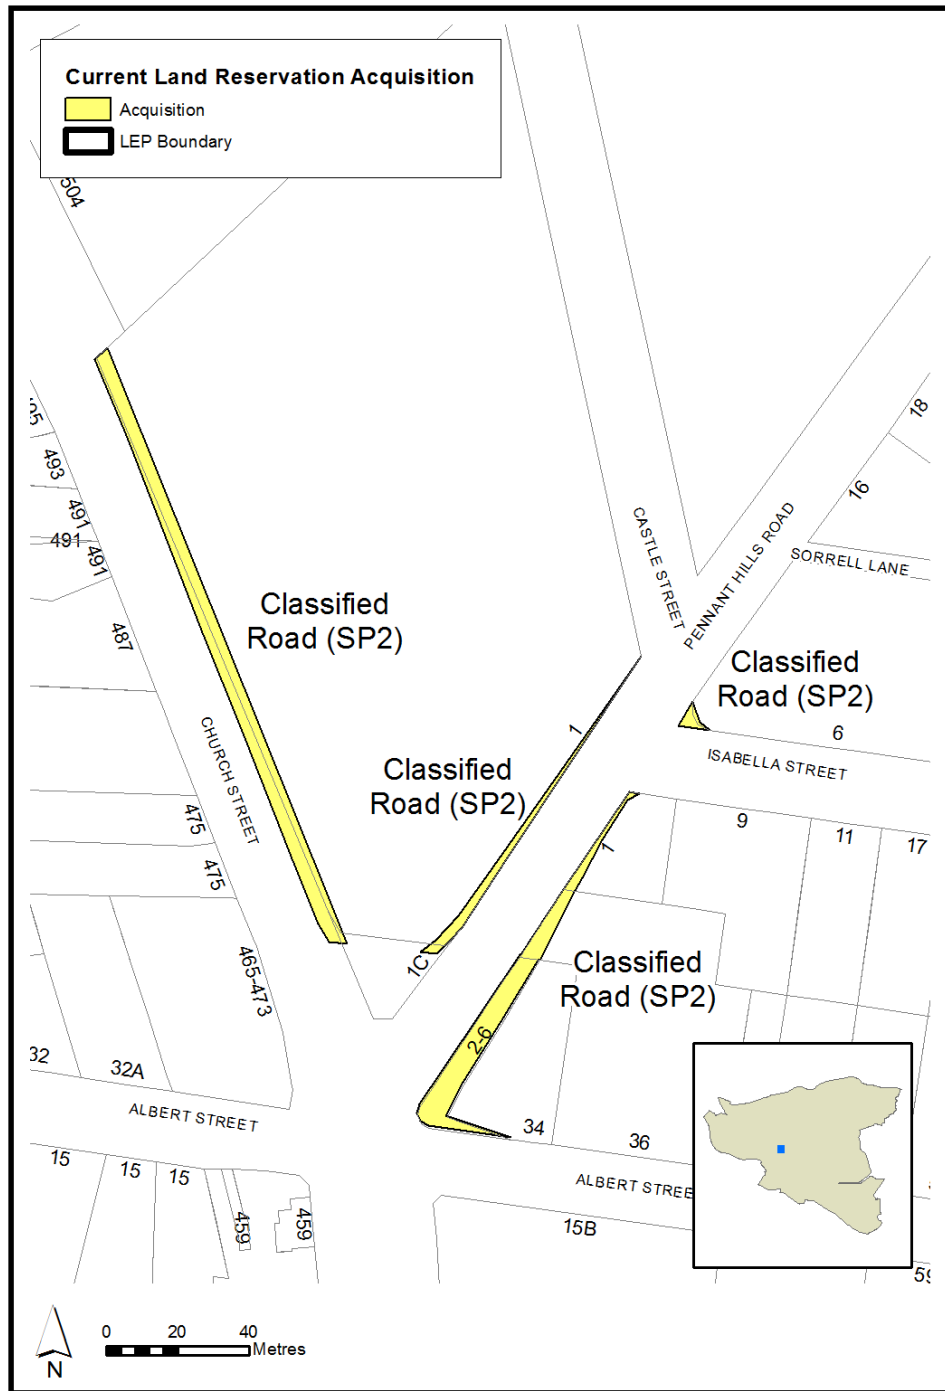 Current Land Reservation Acquisition
Acquisition
LEP Boundary
504
493
491
491
491
487
CHURCH STREET
475
475
465-473
Classified
Road (SP2)
CASTLE STREET
PENNANT HILLS ROAD
18
16
SORRELL LANE
Classified
Road (SP2)
6
ISABELLA STREET
Classified
Road (SP2)
1
1C
1
9
11
17
Classified
Road (SP2)
2-6
32
32A
ALBERT STREET
34
36
ALBERT STREE
15
15
15
459
459
15B
59
0 20 40
Metres
N